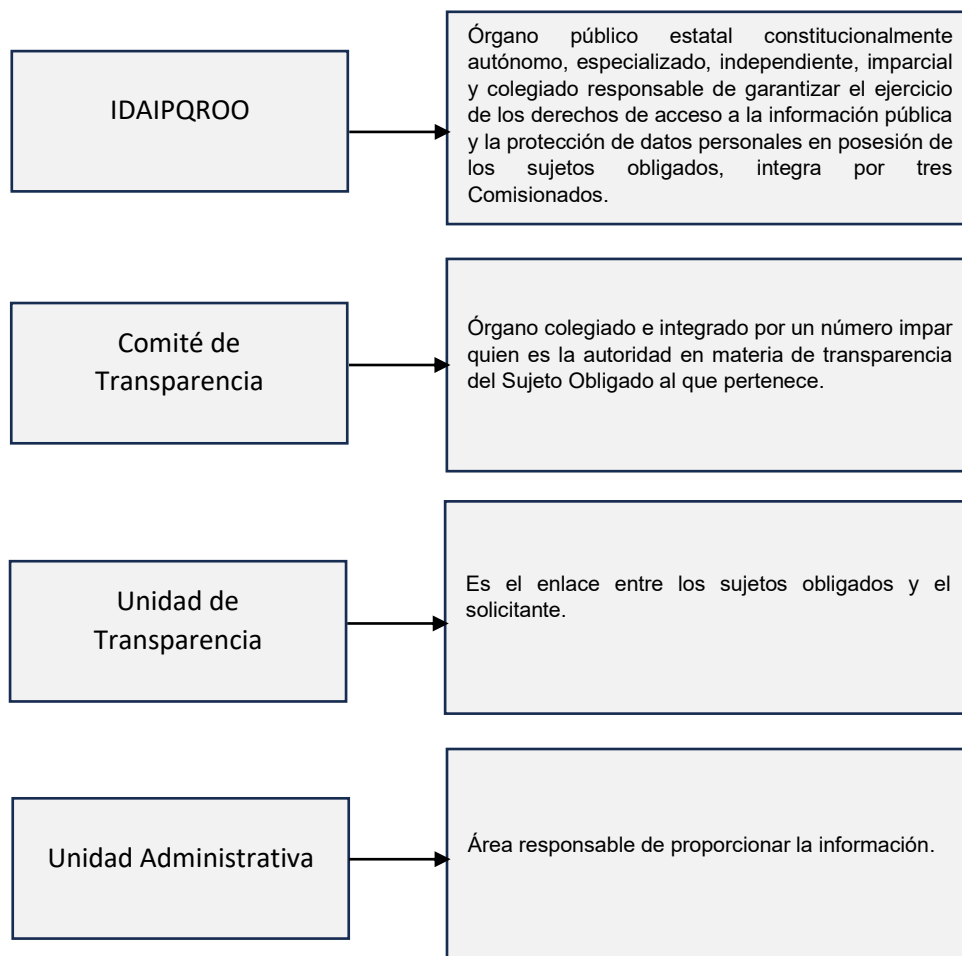 IDAIPQROO
Órgano público estatal constitucionalmente
autónomo, especializado, independiente, imparcial
y colegiado responsable de garantizar el ejercicio
de los derechos de acceso a la información pública
y la protección de datos personales en posesión de
los sujetos obligados, integra por tres
Comisionados.
Comité de
Transparencia
Órgano colegiado e integrado por un número impar
quien es la autoridad en materia de transparencia
del Sujeto Obligado al que pertenece.
Unidad de
Transparencia
Es el enlace entre los sujetos obligados y el
solicitante.
Unidad Administrativa
Área responsable de proporcionar la información.